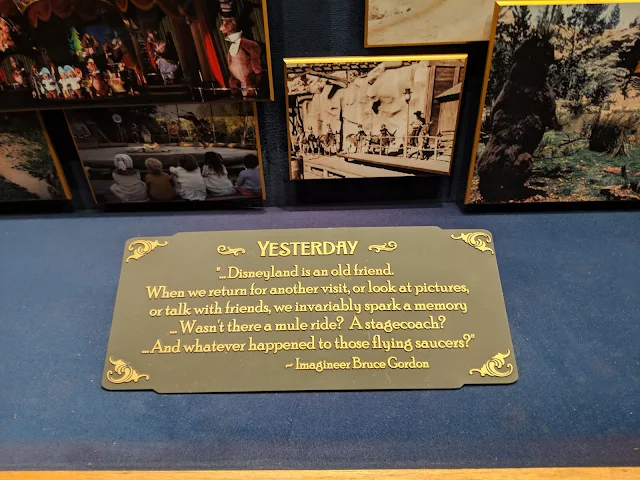 YESTERDAY
"...Disneyland is an old friend.
When we return for another visit, or look at pictures,
or talk with friends, we invariably spark a memory
...Wasn't there a mule ride? A stagecoach?
...And whatever happened to those flying saucers?"
~ Imagineer Bruce Gordon